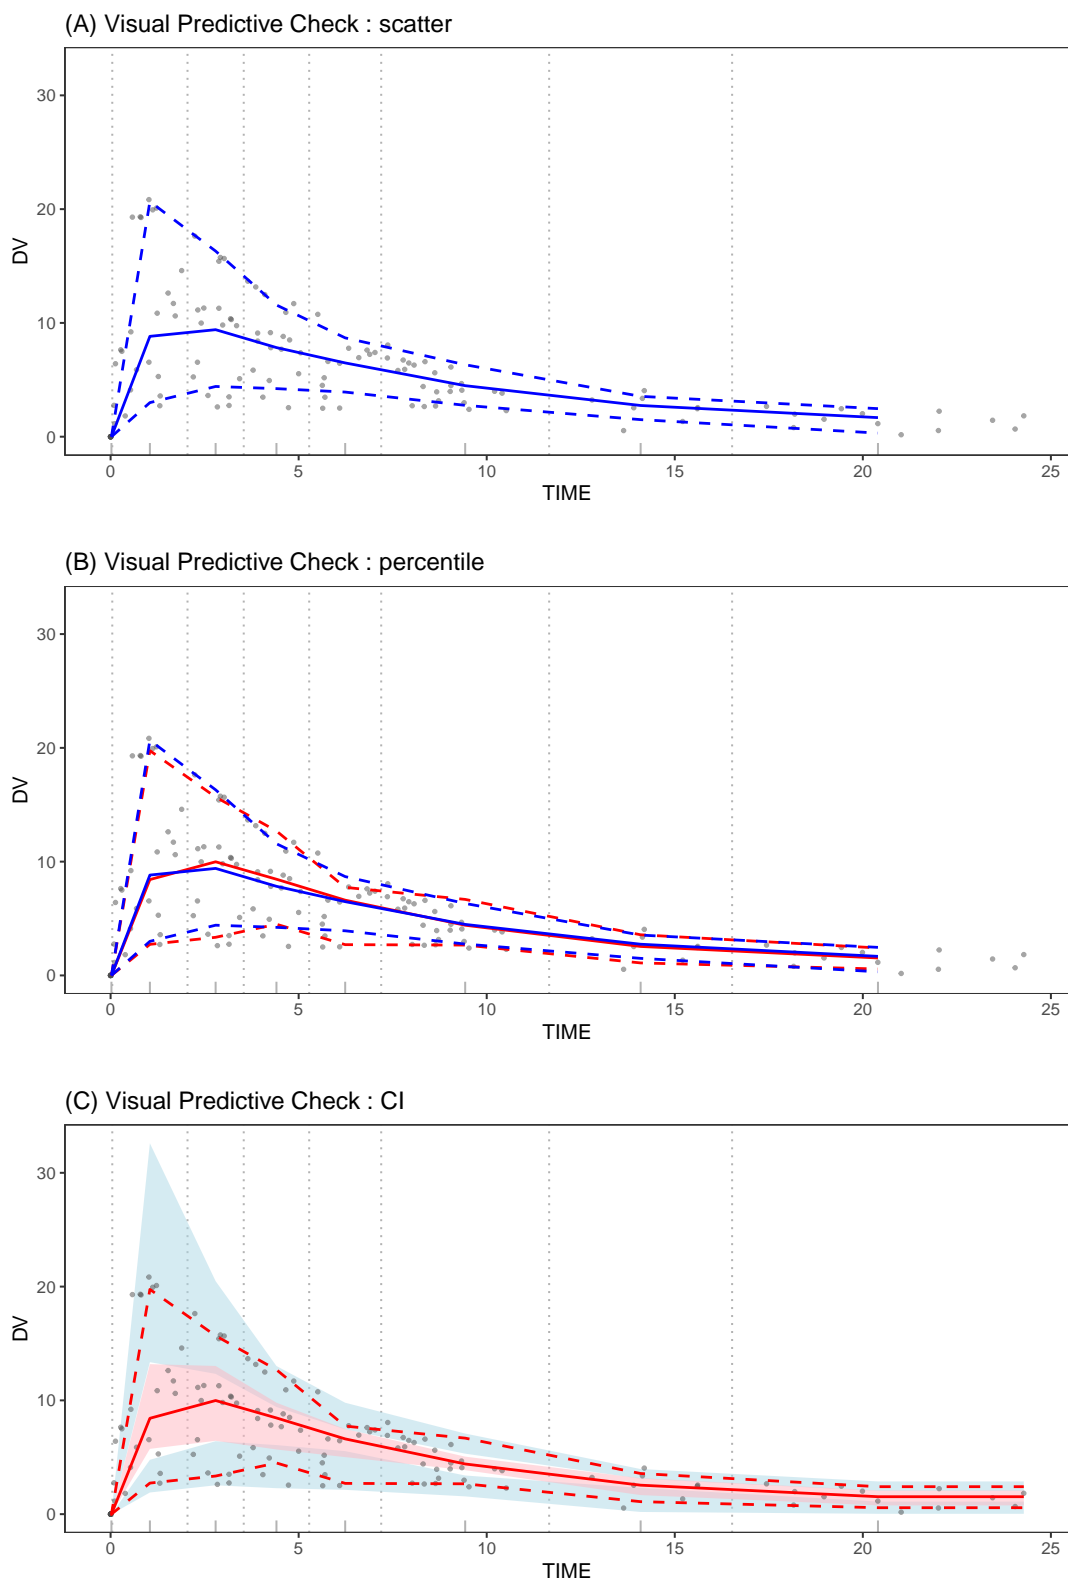 (A) Visual Predictive Check : scatter
30
20
10
0
DV
0 5 10 15 20 25
TIME
(B) Visual Predictive Check : percentile
30
20
10
0
DV
0 5 10 15 20 25
TIME
(C) Visual Predictive Check : CI
30
20
10
0
DV
0 5 10 15 20 25
TIME